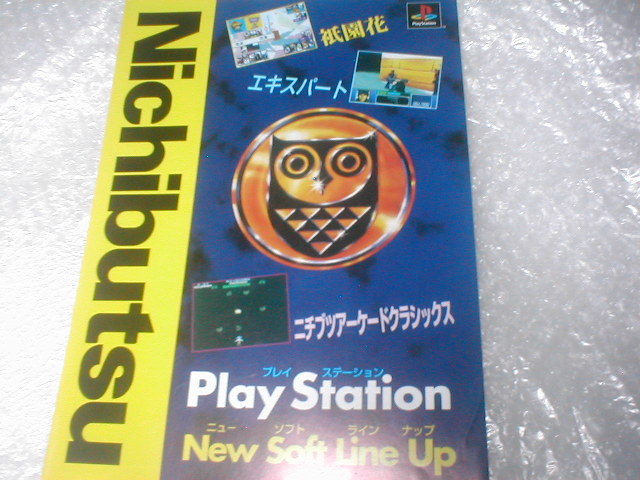 Nichibutsu
祇園花
PlayStation
エキスパート
ニチブツアーケードクラシックス
プレイ ステーション
Play Station
ニュー ソフト ライン ナップ
New Soft Line Up